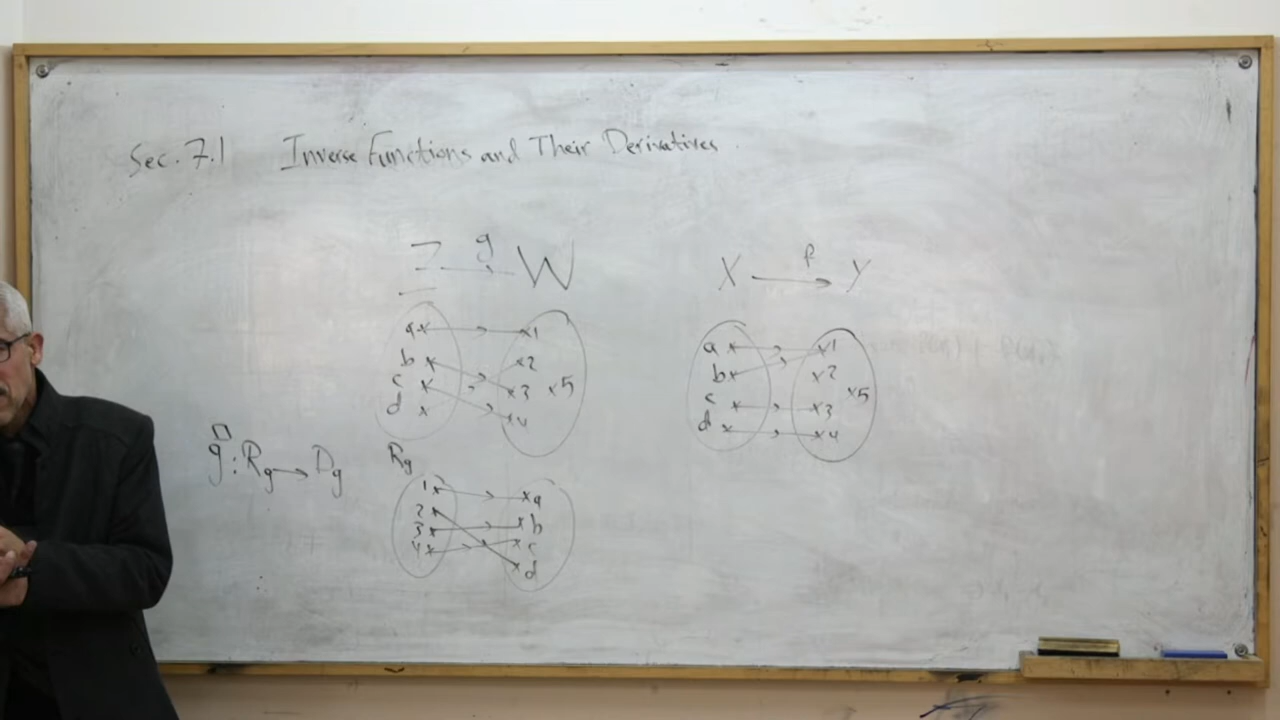 Sec. 7.1 Inverse Functions and Their Derivatives
Z g W
a 1
b 2
c 3 5
d 4
X f Y
a 1
b 2
c 3 5
d 4
g : Rg → Dg
Rg
1 a
2 b
3 c
4 d